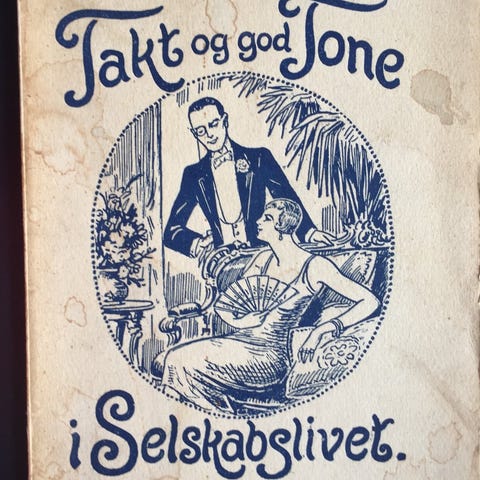 Takt og god Tone
i Selskabslivet.